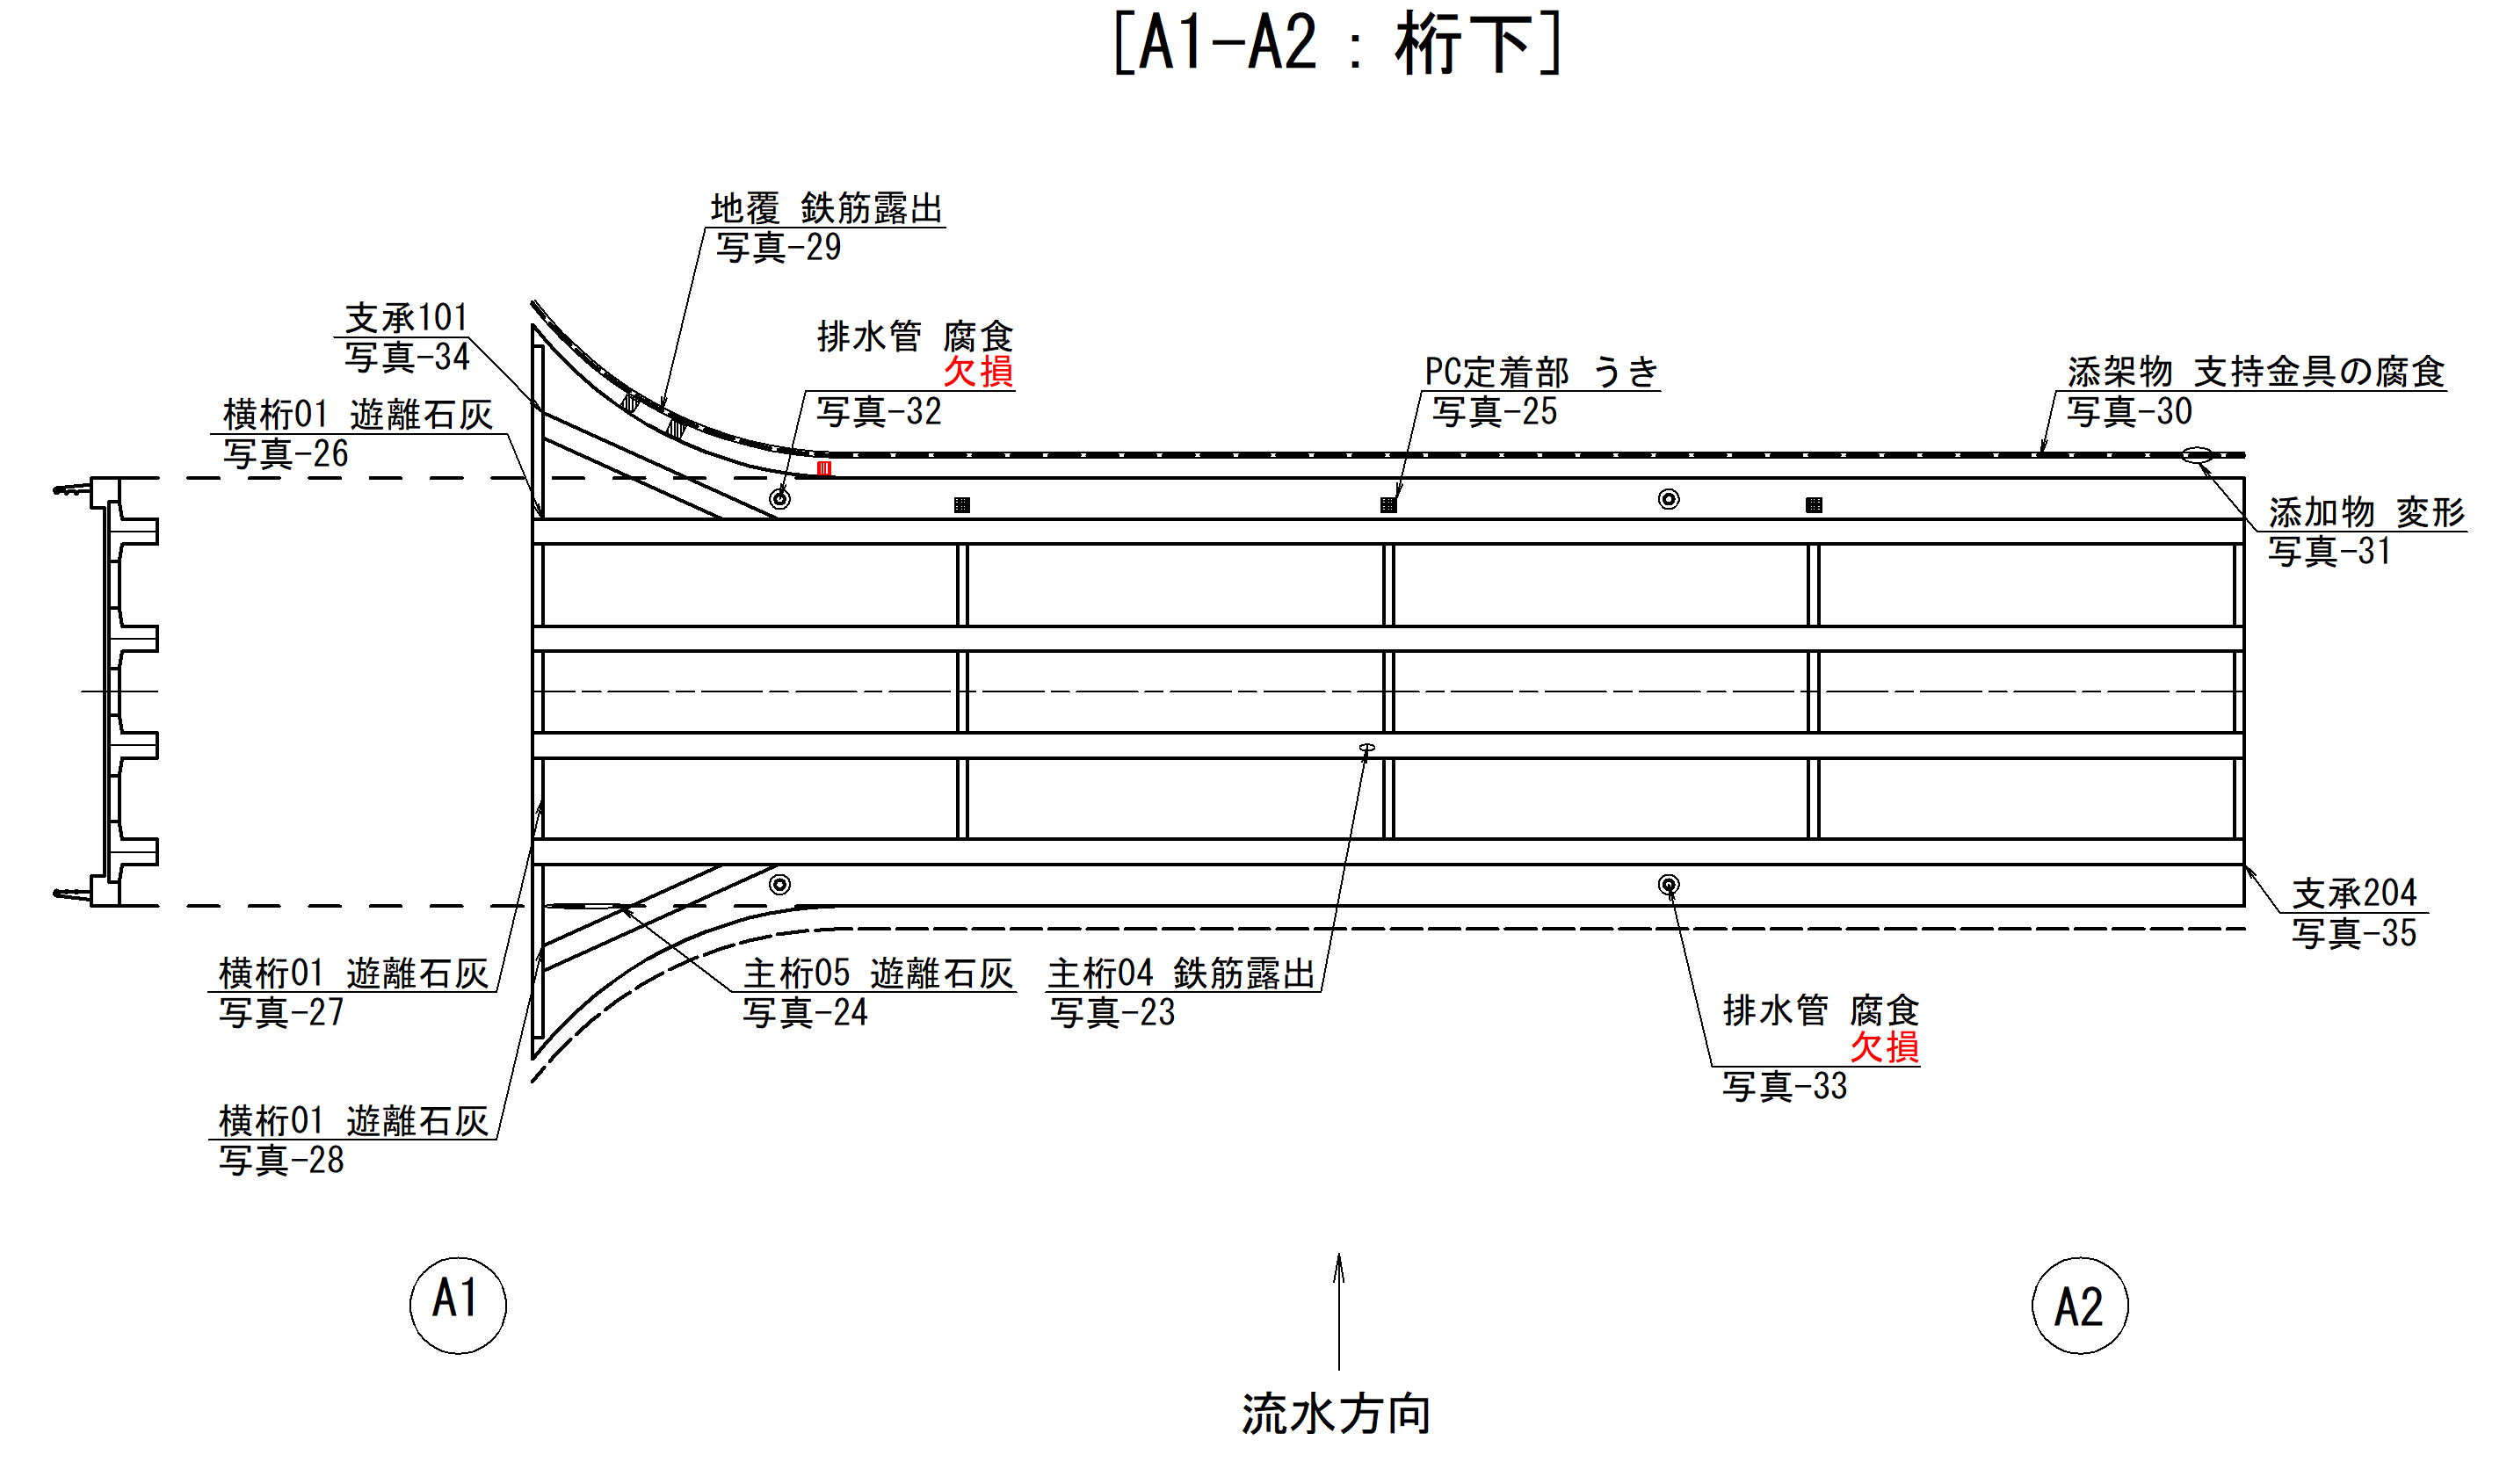 [A1-A2：桁下]
地覆 鉄筋露出
写真-29
支承101
写真-34
排水管 腐食
欠損
写真-32
PC定着部 うき
写真-25
添架物 支持金具の腐食
写真-30
横桁01 遊離石灰
写真-26
添加物 変形
写真-31
支承204
写真-35
横桁01 遊離石灰
写真-27
主桁05 遊離石灰
写真-24
主桁04 鉄筋露出
写真-23
排水管 腐食
欠損
写真-33
横桁01 遊離石灰
写真-28
A1
A2
流水方向